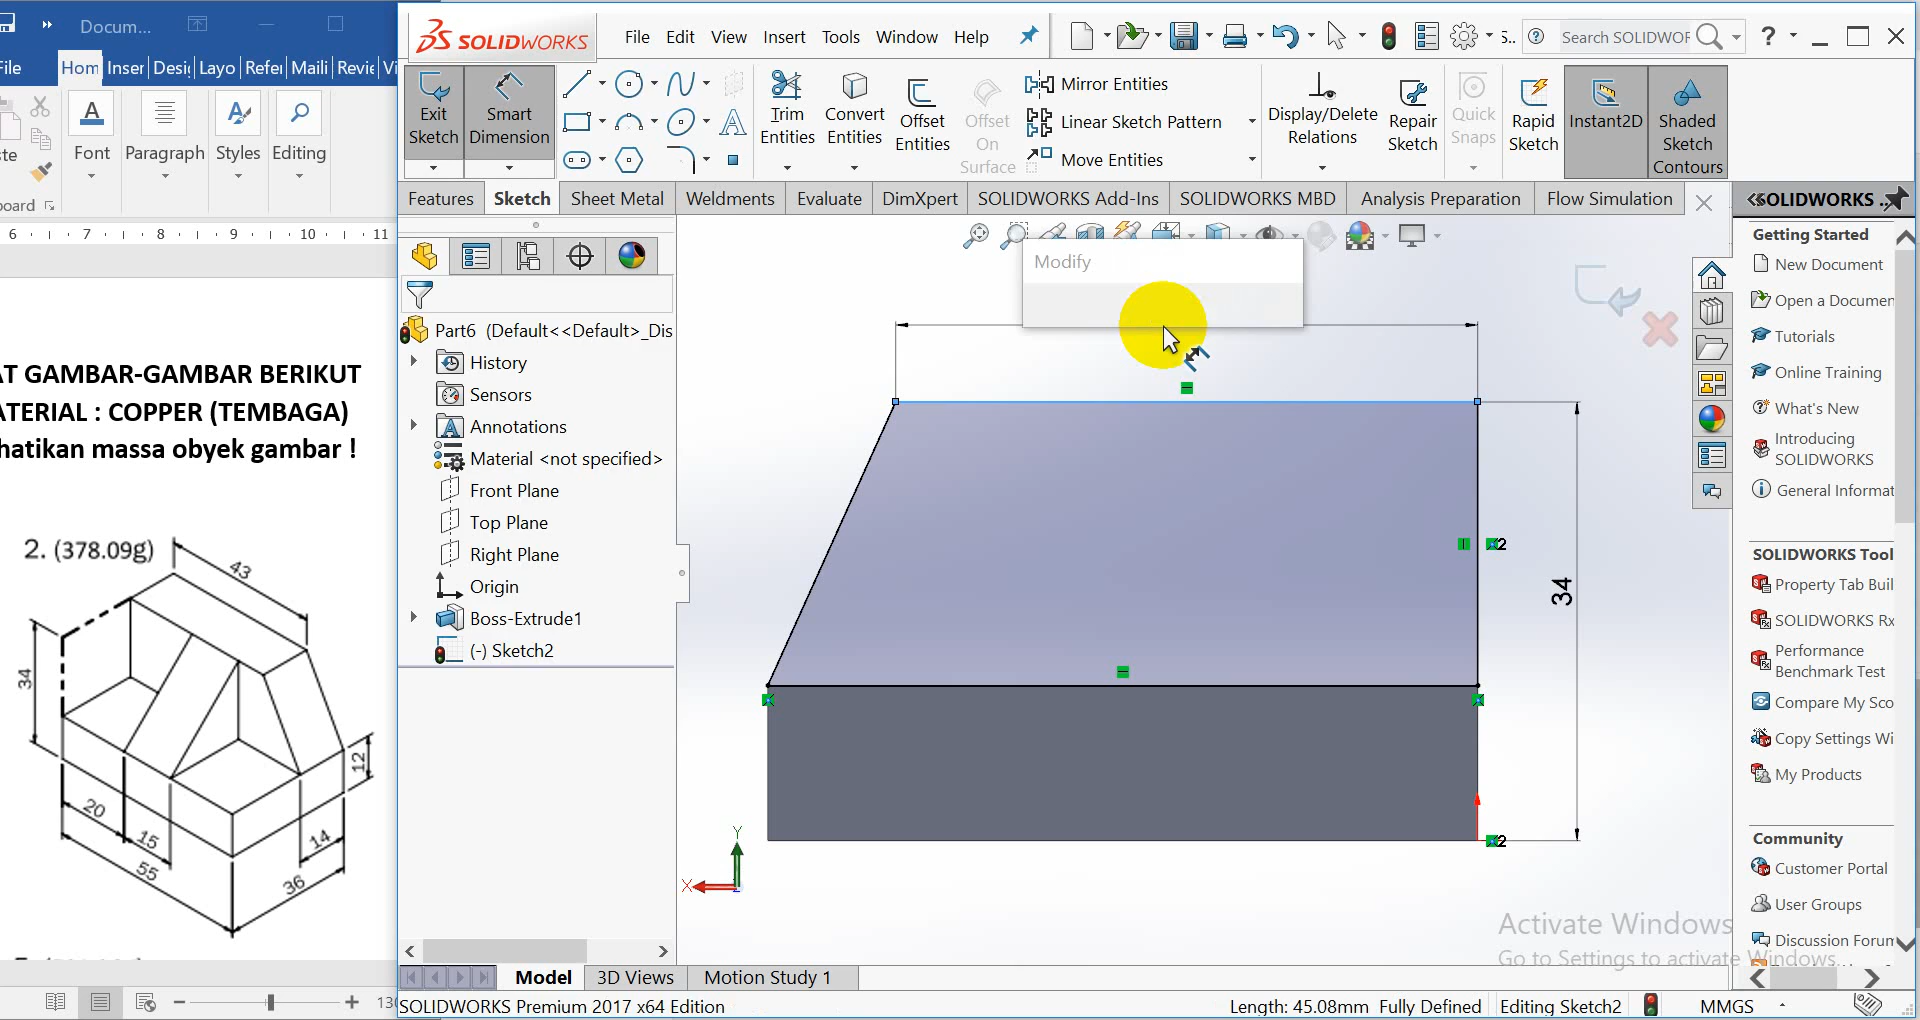 Docum...
File
Hom
Inser
Desi
Layo
Refer
Maili
Revie
Vi
Font
Paragraph
Styles
Editing
6 7 8 9 10 11
AT GAMBAR-GAMBAR BERIKUT
ATERIAL : COPPER (TEMBAGA)
hatikan massa obyek gambar !
2. (378.09g)
43
34
12
20
15
14
55
36
SOLIDWORKS
File
Edit
View
Insert
Tools
Window
Help
S..
Search SOLIDWOR
?
Exit Sketch
Smart Dimension
Trim Entities
Convert Entities
Offset Entities
Offset On Surface
Mirror Entities
Linear Sketch Pattern
Move Entities
Display/Delete Relations
Repair Sketch
Quick Snaps
Rapid Sketch
Instant2D
Shaded Sketch Contours
Features
Sketch
Sheet Metal
Weldments
Evaluate
DimXpert
SOLIDWORKS Add-Ins
SOLIDWORKS MBD
Analysis Preparation
Flow Simulation
Part6 (Default<<Default>_Dis
History
Sensors
Annotations
Material <not specified>
Front Plane
Top Plane
Right Plane
Origin
Boss-Extrude1
(-) Sketch2
Modify
2
34
2
Y
X
SOLIDWORKS ..
Getting Started
New Document
Open a Documen
Tutorials
Online Training
What's New
Introducing
SOLIDWORKS
General Informat
SOLIDWORKS Tool
Property Tab Buil
SOLIDWORKS Rx
Performance
Benchmark Test
Compare My Sco
Copy Settings Wi
My Products
Community
Customer Portal
User Groups
Discussion Forum
Activate Windows
Go to Settings to activate Windows.
Model
3D Views
Motion Study 1
SOLIDWORKS Premium 2017 x64 Edition
Length: 45.08mm
Fully Defined
Editing Sketch2
MMGS